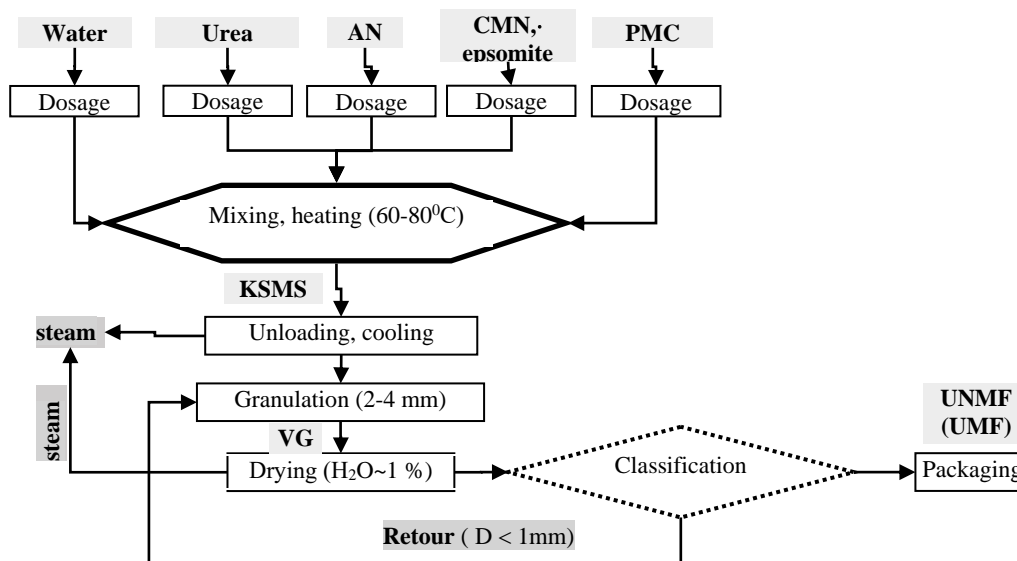 Water Urea AN CMN,· PMC
epsomite
Dosage Dosage Dosage Dosage Dosage
Mixing, heating (60-80⁰C)
KSMS
steam
Unloading, cooling
steam
Granulation (2-4 mm)
UNMF
(UMF)
VG
Drying (H₂O~1 %)
Classification
Packaging
Retour ( D < 1mm)